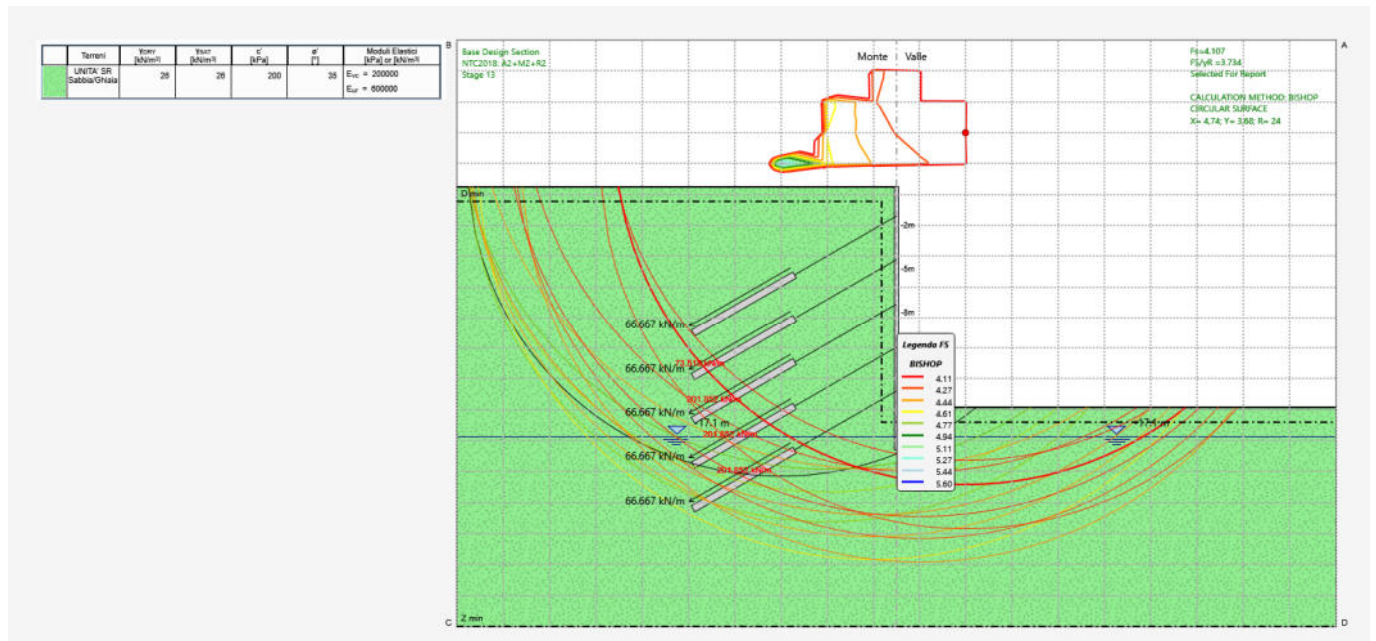 Terreni γDRY [kN/m³] γSAT [kN/m³] c' [kPa] ø' [°] Moduli Elastici [kPa] or [kN/m³]
UNITA' SR Sabbia/Ghiaia 26 26 200 35 Evc = 200000
Eur = 600000
B
A
Base Design Section
NTC2018: A2+M2+R2
Stage 13
Monte Valle
Fs=4.107
FS/γR =3.734
Selected For Report
CALCULATION METHOD: BISHOP
CIRCULAR SURFACE
X= 4,74; Y= 3,68; R= 24
D min
-2m
-5m
-8m
66.667 kN/m
66.667 kN/m
66.667 kN/m
66.667 kN/m
66.667 kN/m
-17.1 m
-17.1 m
Legenda FS
BISHOP
4.11
4.27
4.44
4.61
4.77
4.94
5.11
5.27
5.44
5.60
Z min
C
D